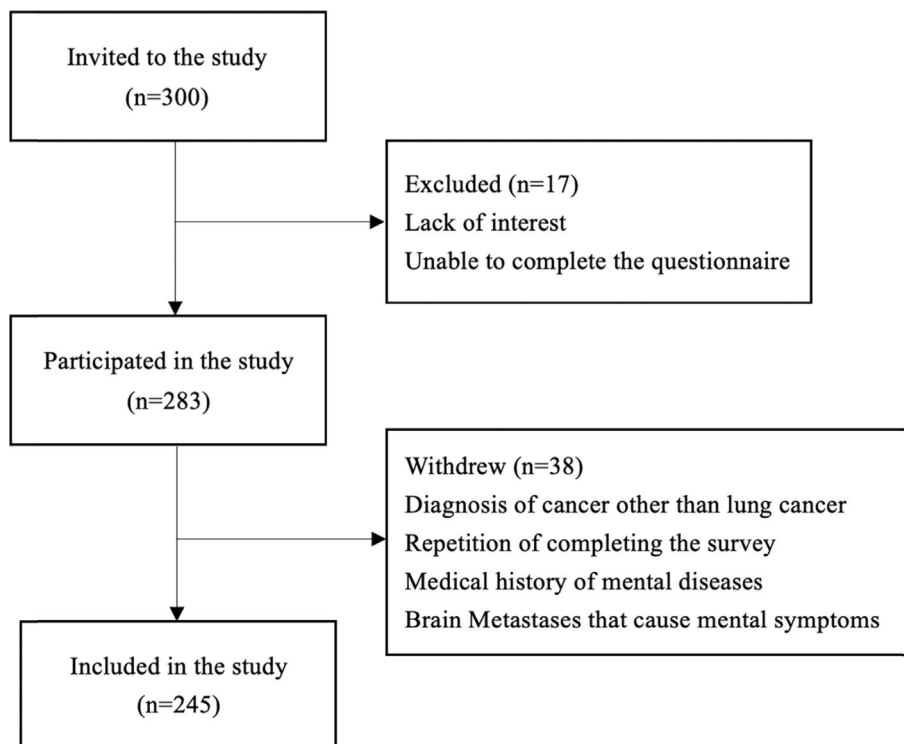 Invited to the study
(n=300)
Excluded (n=17)
Lack of interest
Unable to complete the questionnaire
Participated in the study
(n=283)
Withdrew (n=38)
Diagnosis of cancer other than lung cancer
Repetition of completing the survey
Medical history of mental diseases
Brain Metastases that cause mental symptoms
Included in the study
(n=245)